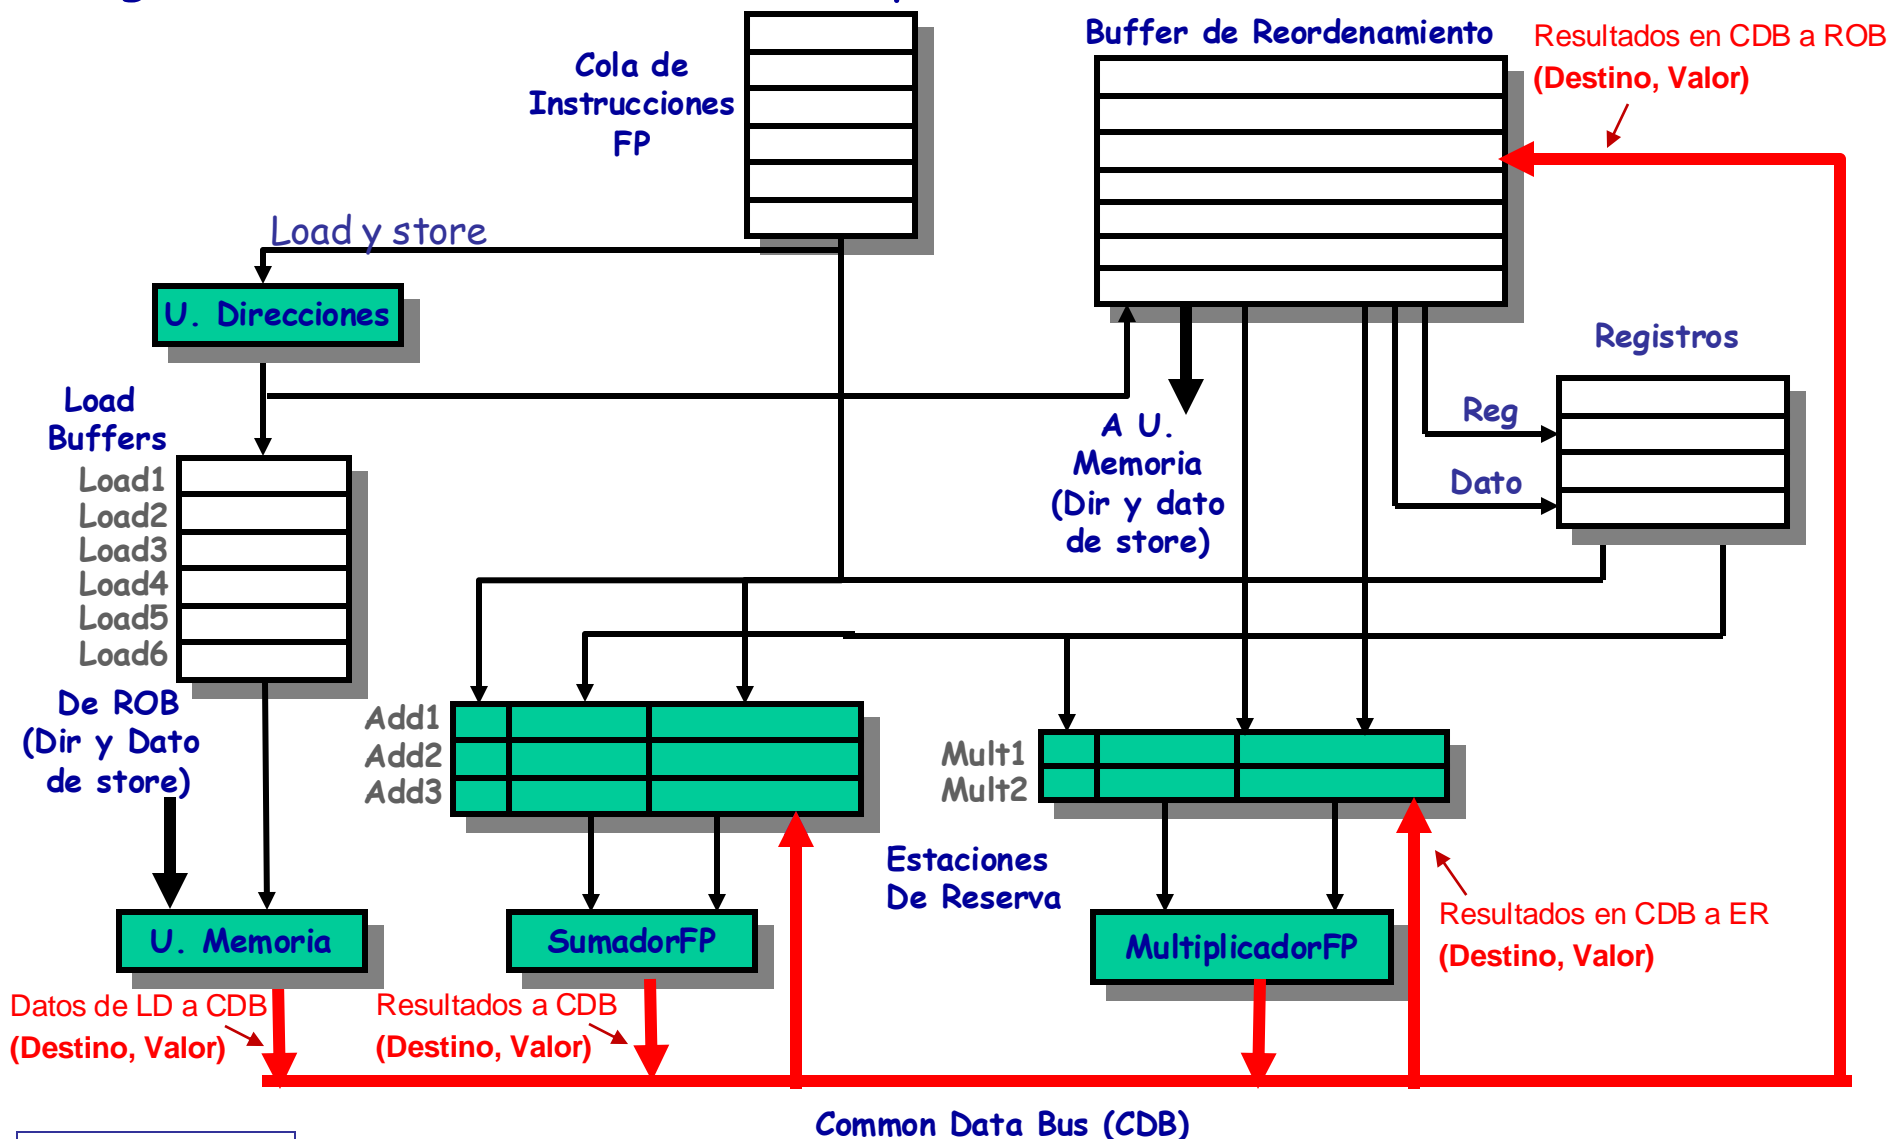 Buffer de Reordenamiento
Resultados en CDB a ROB
(Destino, Valor)
Cola de
Instrucciones
FP
Load y store
U. Direcciones
Registros
Load
Buffers
Load1
Load2
Load3
Load4
Load5
Load6
Reg
Dato
A U.
Memoria
(Dir y dato
de store)
De ROB
(Dir y Dato
de store)
Add1
Add2
Add3
Mult1
Mult2
Estaciones
De Reserva
U. Memoria
SumadorFP
MultiplicadorFP
Resultados en CDB a ER
(Destino, Valor)
Datos de LD a CDB
(Destino, Valor)
Resultados a CDB
(Destino, Valor)
Common Data Bus (CDB)